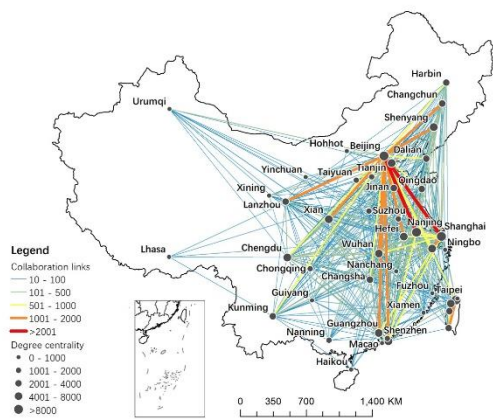 Harbin
Changchun
Urumqi
Shenyang
Hohhot
Beijing
Dalian
Yinchuan
Tianjin
Taiyuan
Qingdao
Xining
Jinan
Lanzhou
Xian
Suzhou
Nanjing
Shanghai
Legend
Hefei
Collaboration links
Lhasa
Chengdu
Wuhan
Ningbo
10 - 100
Chongqing
Nanchang
101 - 500
Changsha
501 - 1000
Guiyang
Fuzhou
Taipei
1001 - 2000
Kunming
Xiamen
>2001
Guangzhou
Degree centrality
Nanning
Shenzhen
0 - 1000
Macao
1001 - 2000
Haikou
2001 - 4000
4001 - 8000
0 350 700 1,400 KM
>8000